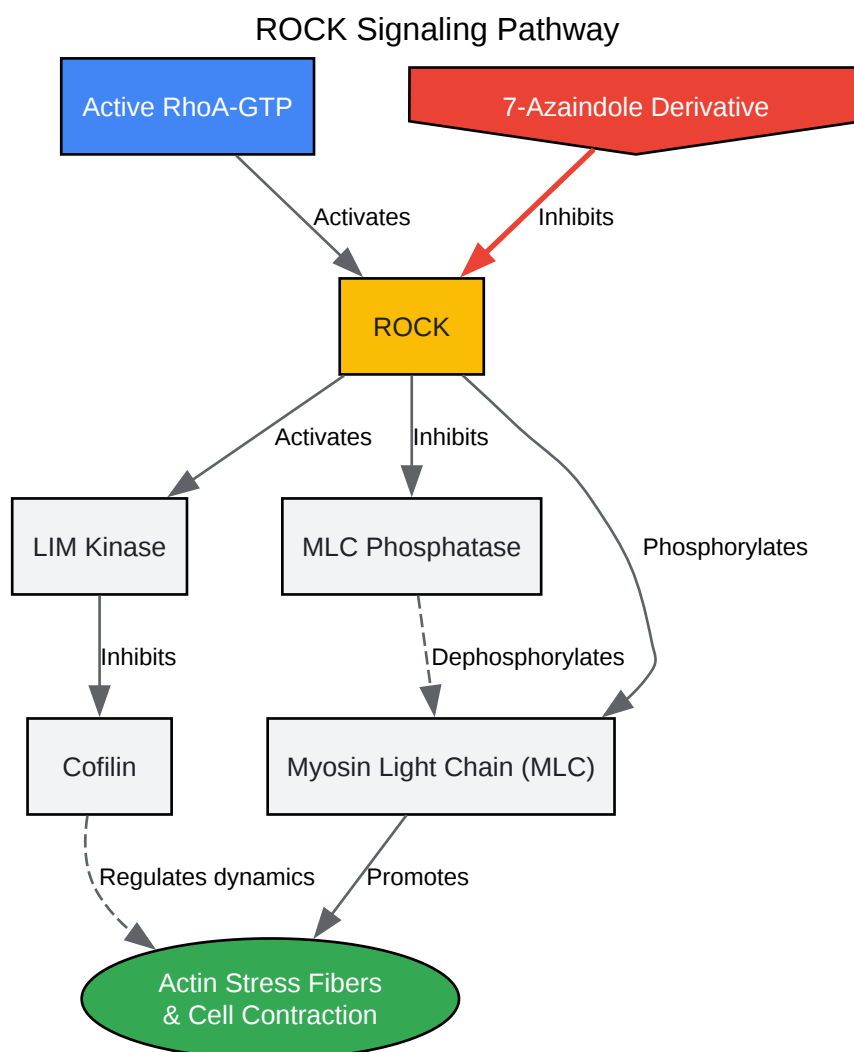 ROCK Signaling Pathway
Active RhoA-GTP
7-Azaindole Derivative
Activates
Inhibits
ROCK
Activates
Inhibits
LIM Kinase
MLC Phosphatase
Phosphorylates
Inhibits
Dephosphorylates
Cofilin
Myosin Light Chain (MLC)
Regulates dynamics
Promotes
Actin Stress Fibers
& Cell Contraction